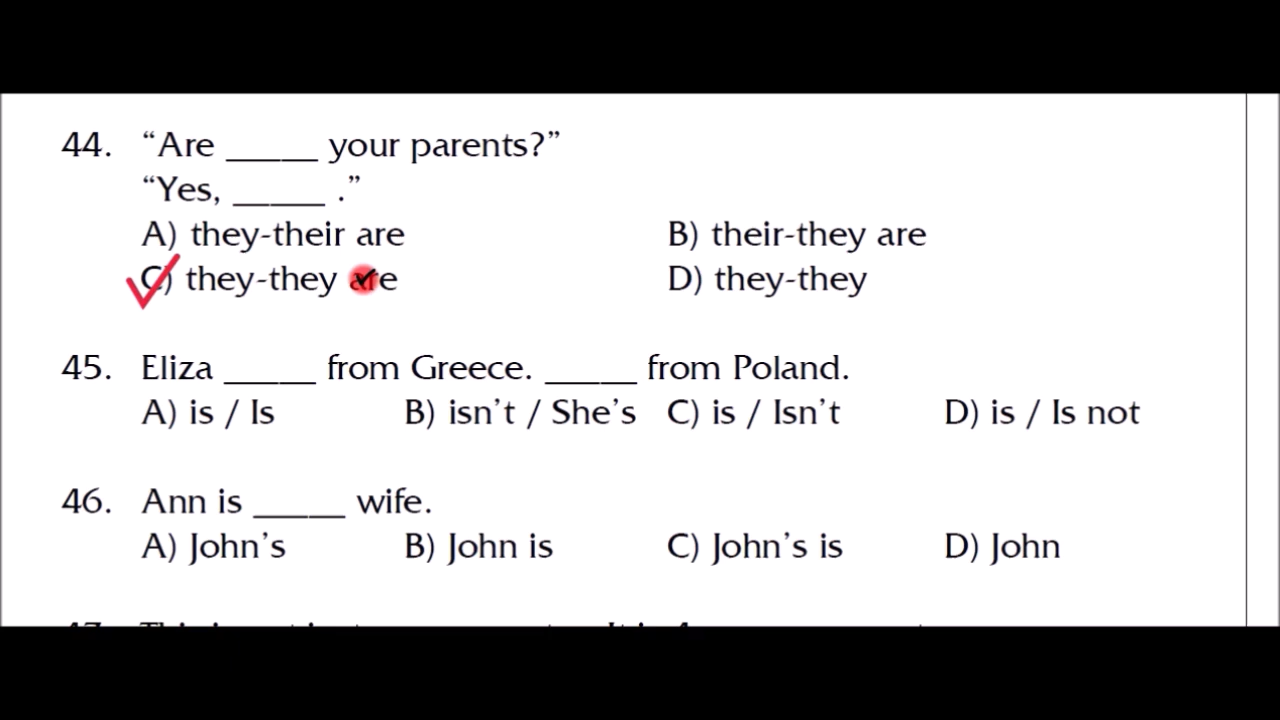 44. “Are _____ your parents?”
“Yes, _____ .”
A) they-their are B) their-they are
C) they-they are D) they-they
45. Eliza _____ from Greece. _____ from Poland.
A) is / Is B) isn’t / She’s C) is / Isn’t D) is / Is not
46. Ann is _____ wife.
A) John’s B) John is C) John’s is D) John